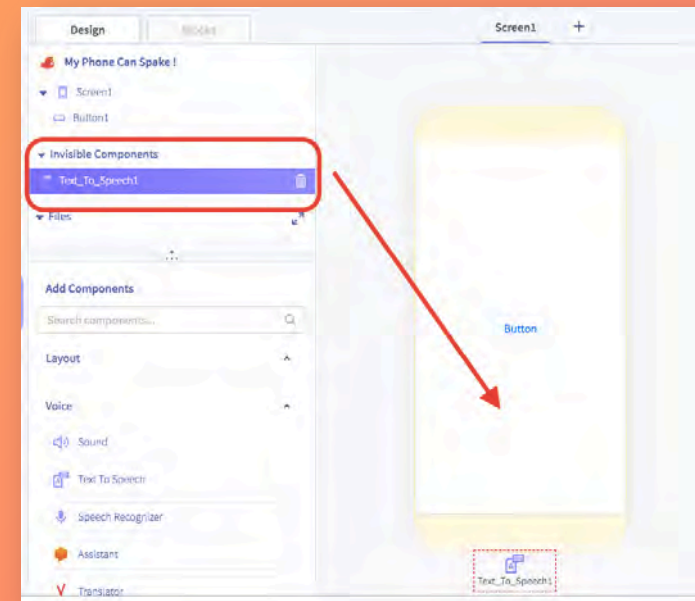 Design
Blocks
Screen1
+
My Phone Can Spake !
Screen1
Button1
Invisible Components
Text_To_Speech1
Files
Add Components
Search components...
Layout
Voice
Sound
Text To Speech
Speech Recognizer
Assistant
Translator
Button
Text_To_Speech1